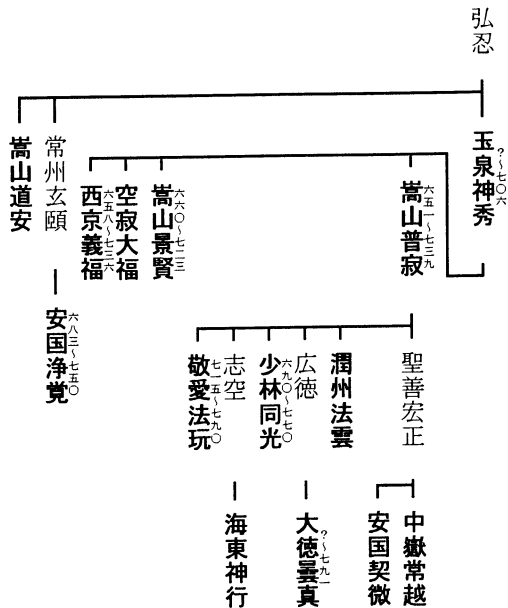 弘忍
玉泉神秀
?~七〇六
常州玄賾
嵩山道安
嵩山普寂
六五一~七三九
嵩山景賢
六六〇~七二三
空寂大福
西京義福
六五八~七三六
安国浄覚
六八三~七五〇
聖善宏正
潤州法雲
広徳
少林同光
六九〇~七七〇
志空
敬愛法玩
七一五~七九〇
中嶽常越
安国契微
大徳曇真
?~七九一
海東神行